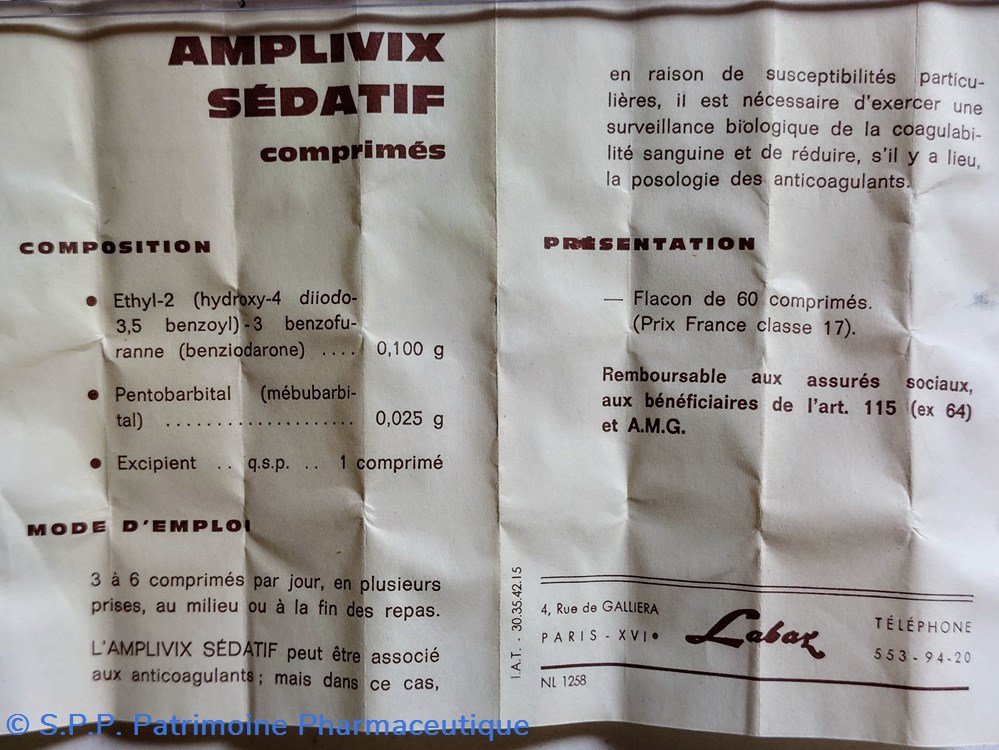 AMPLIVIX
SÉDATIF
comprimés
COMPOSITION
• Ethyl-2 (hydroxy-4 diiodo-
3,5 benzoyl)-3 benzofu-
ranne (benziodarone) .... 0,100 g
• Pentobarbital (mébubarbi-
tal) .................... 0,025 g
• Excipient .. q.s.p. .. 1 comprimé
MODE D'EMPLOI
3 à 6 comprimés par jour, en plusieurs
prises, au milieu ou à la fin des repas.
L'AMPLIVIX SÉDATIF peut être associé
aux anticoagulants ; mais dans ce cas,
en raison de susceptibilités particu-
lières, il est nécessaire d'exercer une
surveillance biologique de la coagulabi-
lité sanguine et de réduire, s'il y a lieu,
la posologie des anticoagulants.
PRÉSENTATION
— Flacon de 60 comprimés.
(Prix France classe 17).
Remboursable aux assurés sociaux,
aux bénéficiaires de l'art. 115 (ex 64)
et A.M.G.
I.A.T. - 30.35.42.15
4, Rue de GALLIERA
PARIS - XVIe
Labaz
TÉLÉPHONE
553-94-20
NL 1258
© S.P.P. Patrimoine Pharmaceutique